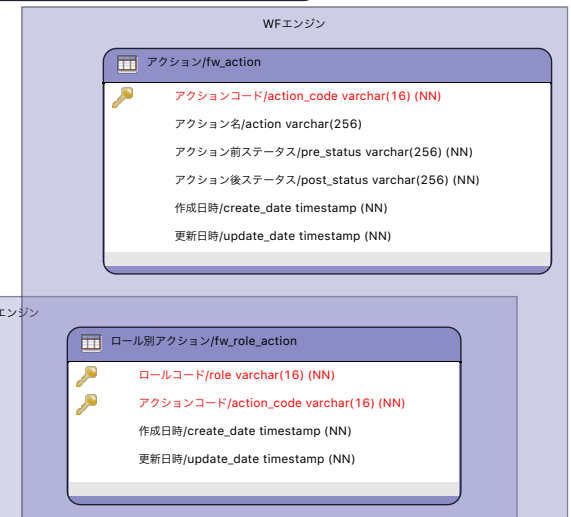 WFエンジン
アクション/fw_action
アクションコード/action_code varchar(16) (NN)
アクション名/action varchar(256)
アクション前ステータス/pre_status varchar(256) (NN)
アクション後ステータス/post_status varchar(256) (NN)
作成日時/create_date timestamp (NN)
更新日時/update_date timestamp (NN)
エンジン
ロール別アクション/fw_role_action
ロールコード/role varchar(16) (NN)
アクションコード/action_code varchar(16) (NN)
作成日時/create_date timestamp (NN)
更新日時/update_date timestamp (NN)